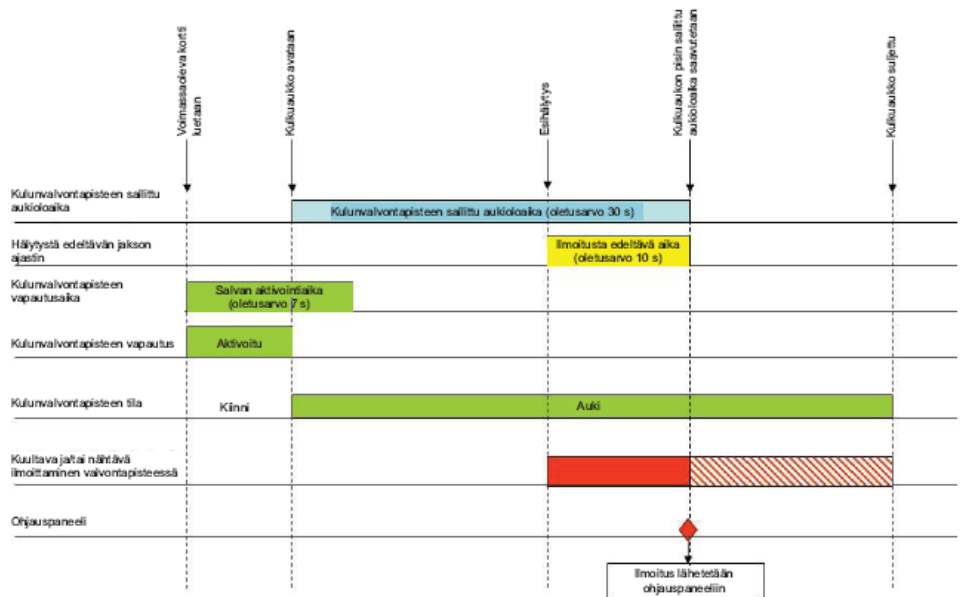 Voimassaoleva kortti
luetaan
Kulkuaukko avataan
Esihälytys
Kulkuaukon pisin sallittu
aukioloaika saavutetaan
Kulkuaukko suljettu
Kulunvalvontapisteen sallittu
aukioloaika
Kulunvalvontapisteen sallittu aukioloaika (oletusarvo 30 s)
Hälytystä edeltävän jakson
ajastin
Ilmoitusta edeltävä aika
(oletusarvo 10 s)
Kulunvalvontapisteen
vapautusaika
Salvan aktivointiaika
(oletusarvo 7 s)
Kulunvalvontapisteen vapautus
Aktivoitu
Kulunvalvontapisteen tila
Kiinni
Auki
Kuultava ja/tai nähtävä
ilmoittaminen valvontapisteessä
Ohjauspaneeli
Ilmoitus lähetetään
ohjauspaneeliin